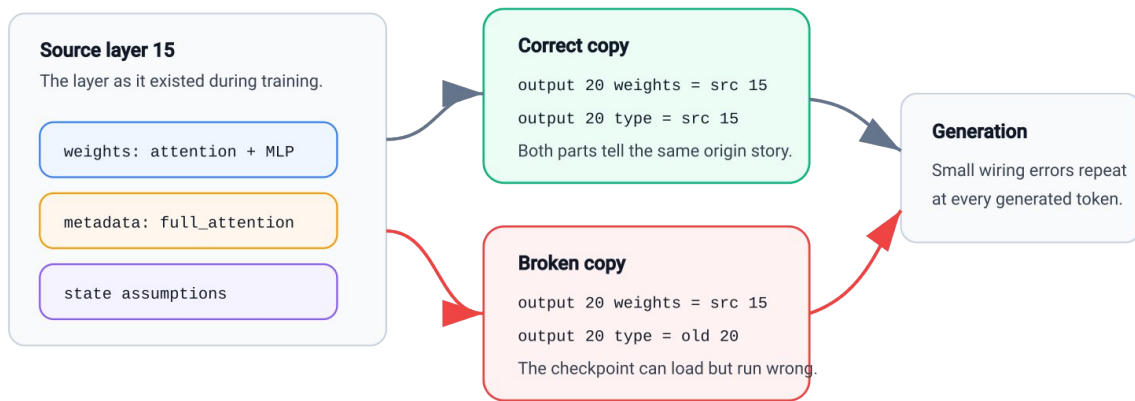 Source layer 15
The layer as it existed during training.
weights: attention + MLP
metadata: full_attention
state assumptions
Correct copy
output 20 weights = src 15
output 20 type = src 15
Both parts tell the same origin story.
Broken copy
output 20 weights = src 15
output 20 type = old 20
The checkpoint can load but run wrong.
Generation
Small wiring errors repeat
at every generated token.